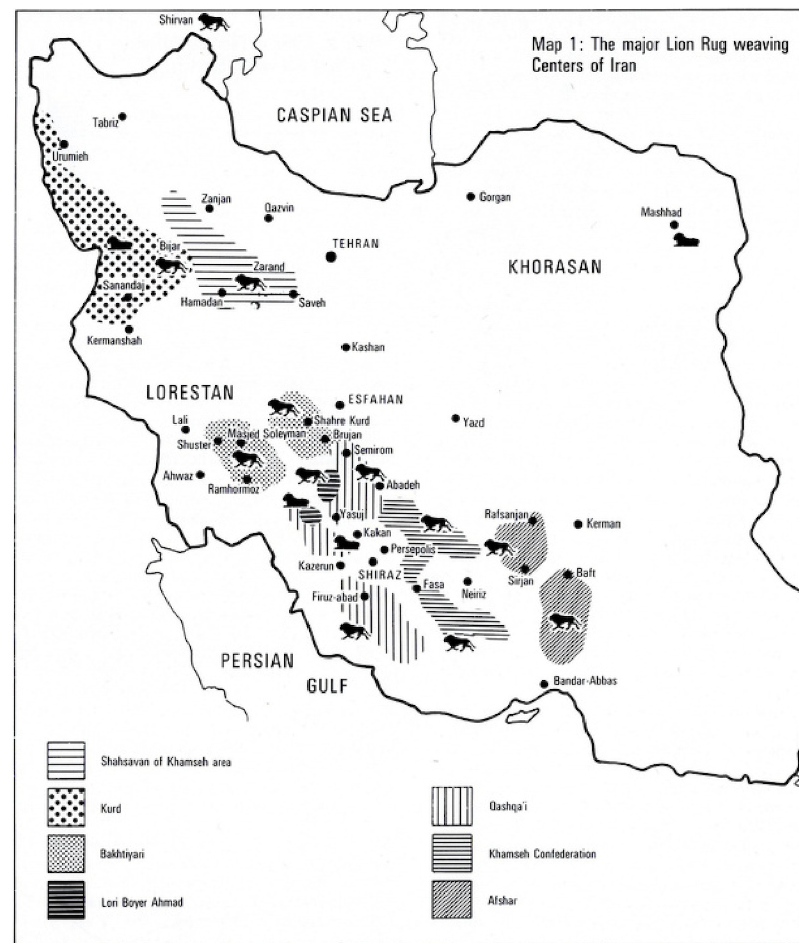 Shirvan
Map 1: The major Lion Rug weaving
Centers of Iran
CASPIAN SEA
Tabriz
Urumieh
Zanjan
Qazvin
Gorgan
Mashhad
TEHRAN
Bijar
Zarand
KHORASAN
Sanandaj
Hamadan
Saveh
Kermanshah
Kashan
LORESTAN
ESFAHAN
Lali
Shahre Kurd
Yazd
Shuster
Masjed Soleyman
Brujan
Semirom
Ahwaz
Ramhormoz
Abadeh
Yasuj
Rafsanjan
Kerman
Kakan
Persepolis
Kazerun
SHIRAZ
Sirjan
Baft
Firuz-abad
Fasa
Neiriz
PERSIAN
GULF
Bandar-Abbas
Shahsavan of Khamseh area
Kurd
Bakhtiyari
Lori Boyer Ahmad
Qashqa'i
Khamseh Confederation
Afshar